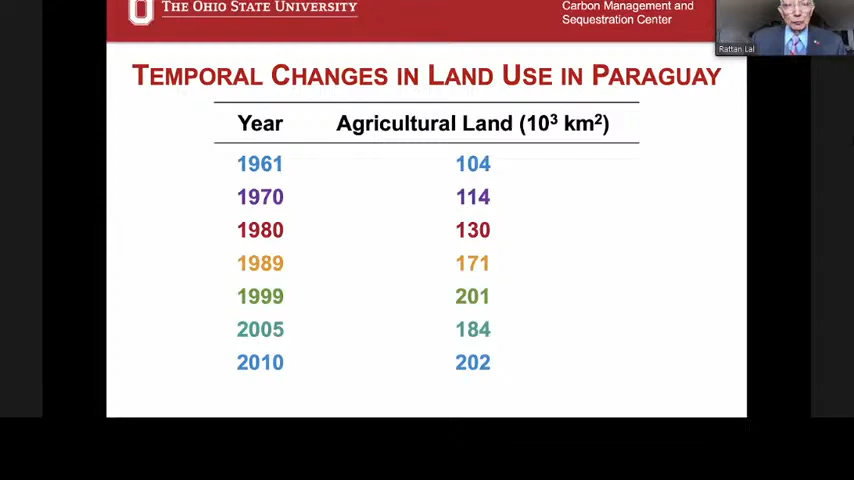 THE OHIO STATE UNIVERSITY
Carbon Management and
Sequestration Center
Rattan Lal
TEMPORAL CHANGES IN LAND USE IN PARAGUAY
Year Agricultural Land (10³ km²)
1961 104
1970 114
1980 130
1989 171
1999 201
2005 184
2010 202